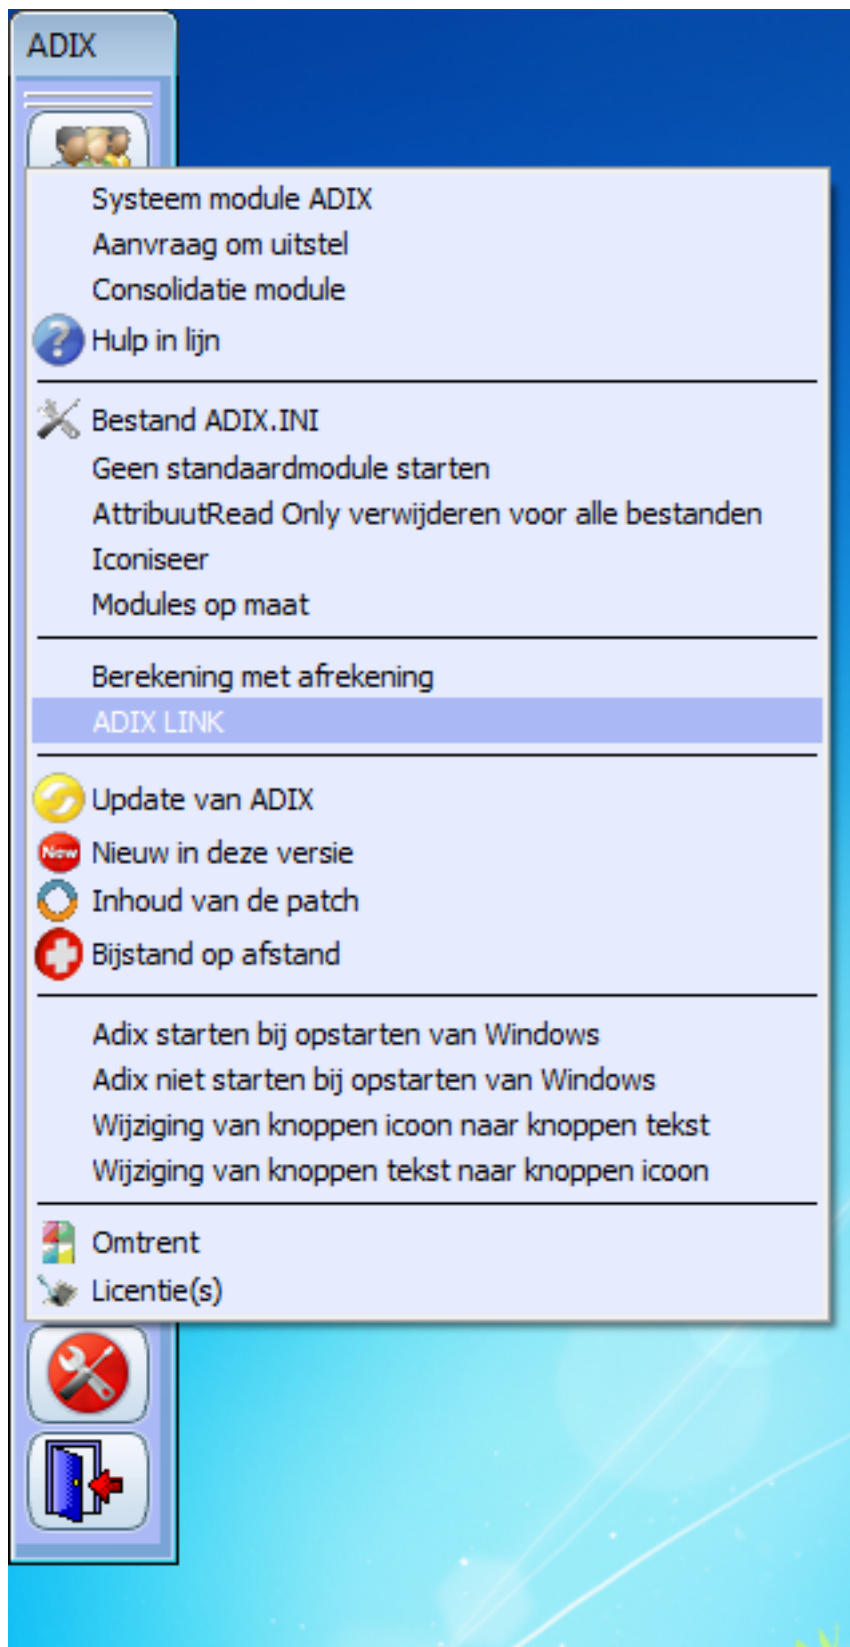 ADIX
Systeem module ADIX
Aanvraag om uitstel
Consolidatie module
Hulp in lijn
Bestand ADIX.INI
Geen standaardmodule starten
AttribuutRead Only verwijderen voor alle bestanden
Iconiseer
Modules op maat
Berekening met afrekening
ADIX LINK
Update van ADIX
New Nieuw in deze versie
Inhoud van de patch
Bijstand op afstand
Adix starten bij opstarten van Windows
Adix niet starten bij opstarten van Windows
Wijziging van knoppen icoon naar knoppen tekst
Wijziging van knoppen tekst naar knoppen icoon
Omtrent
Licentie(s)